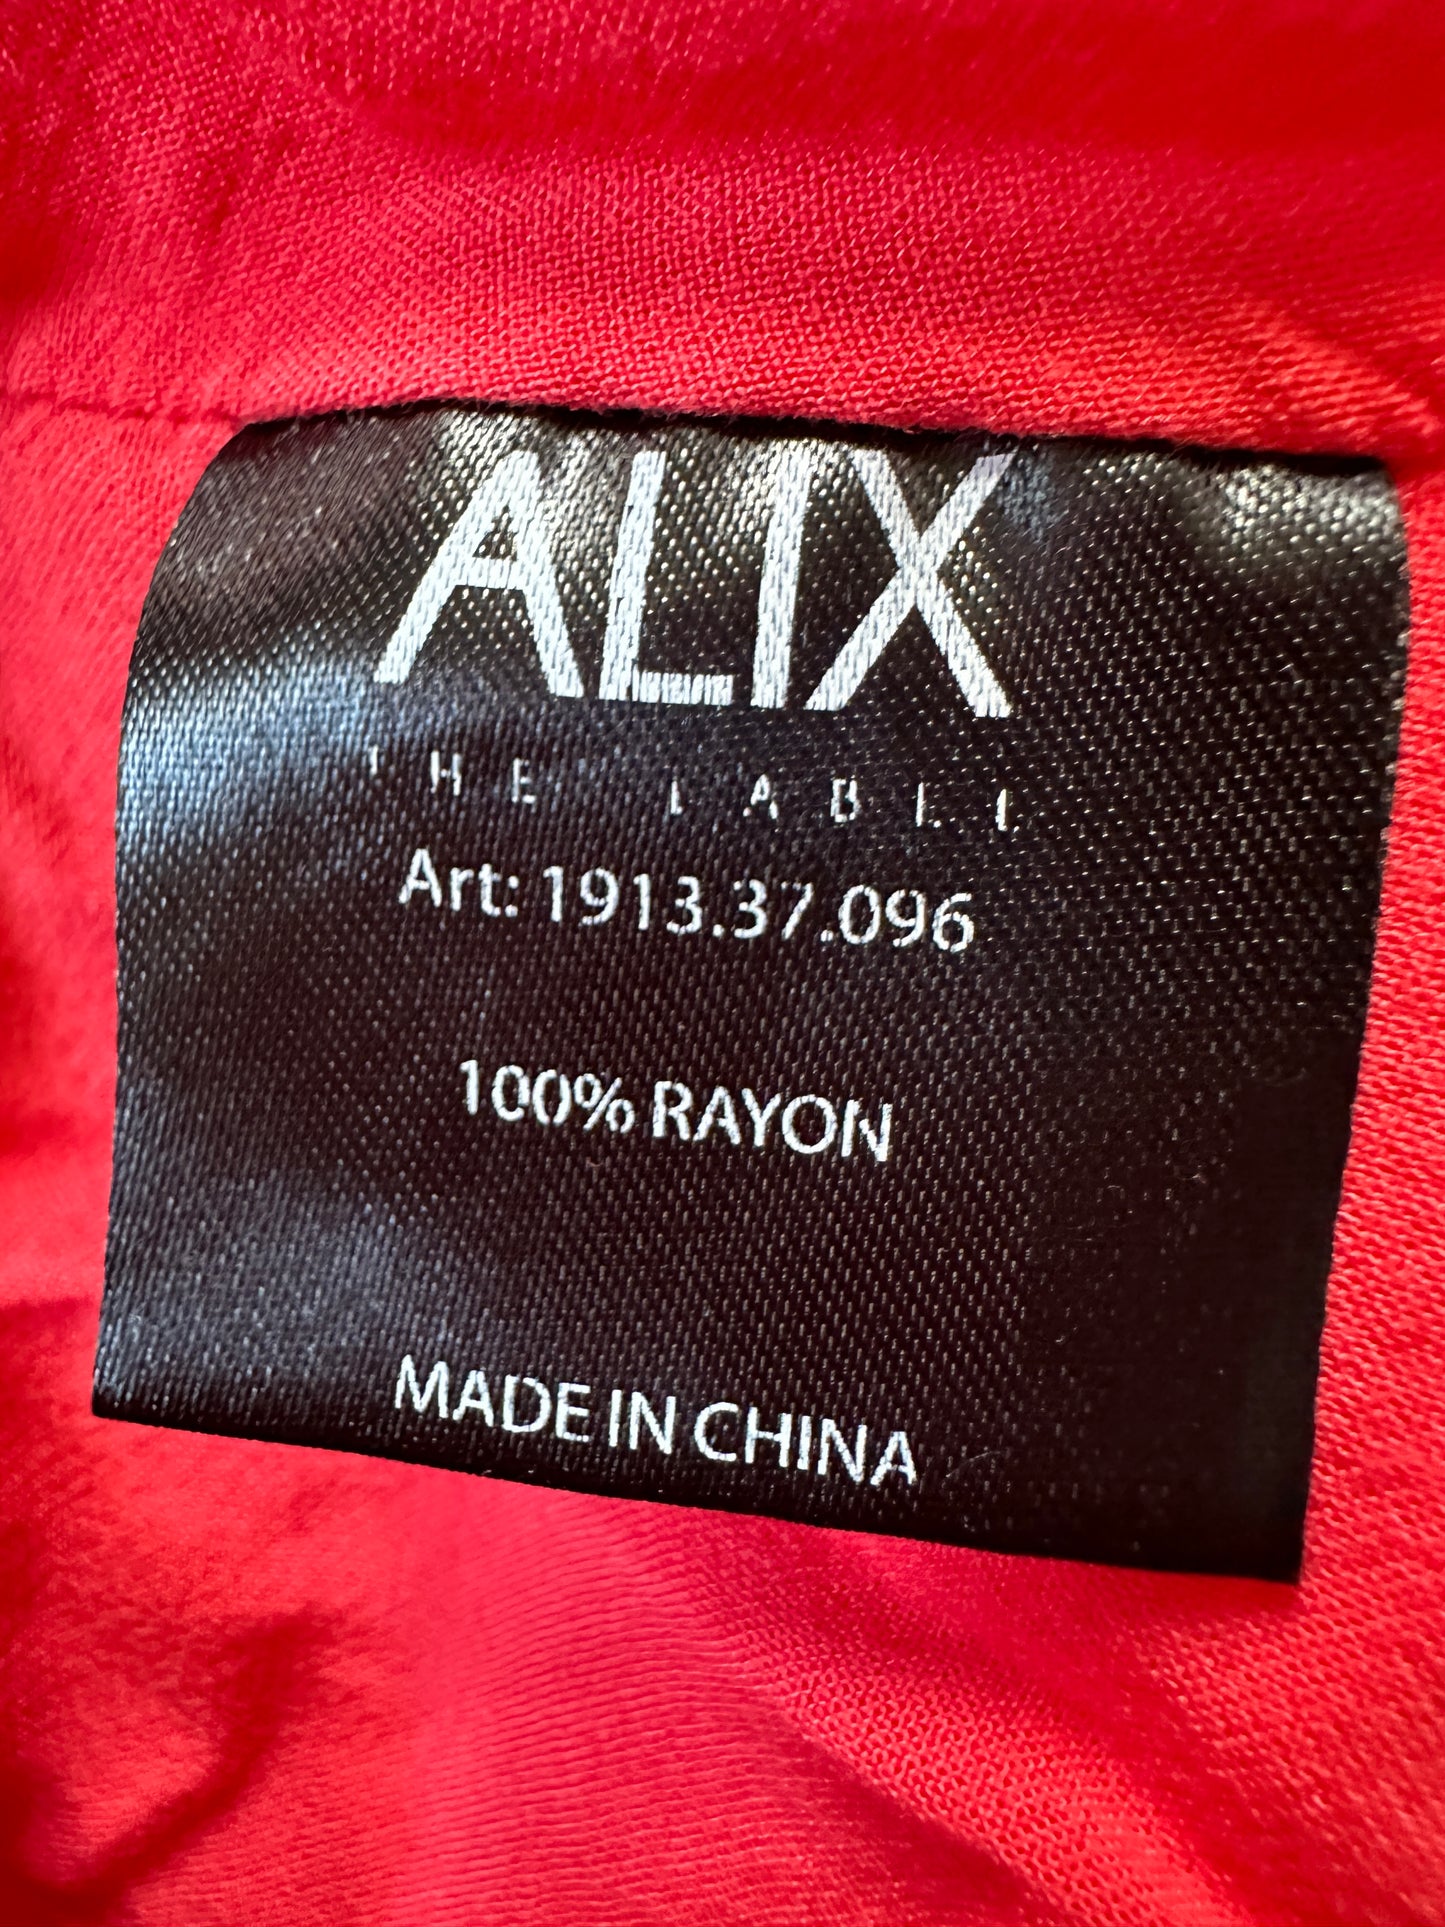 ALIX
THE LABEL
Art: 1913.37.096
100% RAYON
MADE IN CHINA